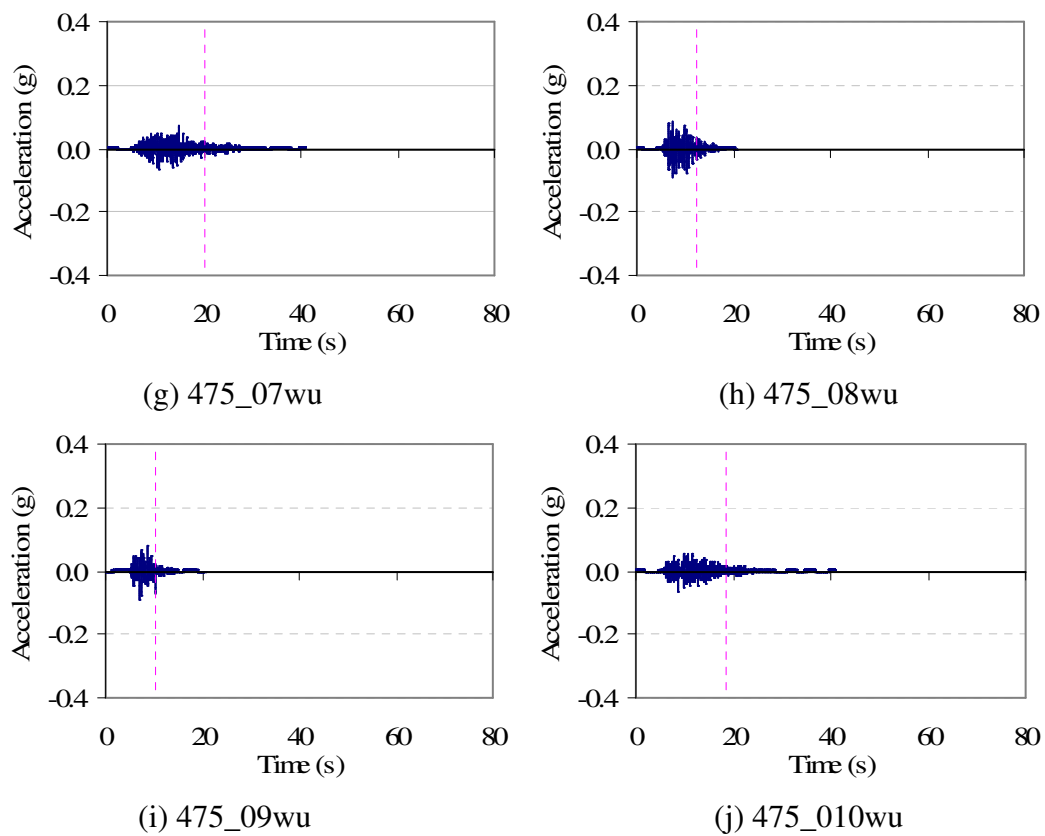 0.4
0.2
0.0
-0.2
-0.4
Acceleration (g)
0 20 40 60 80
Time (s)
(g) 475_07wu
0.4
0.2
0.0
-0.2
-0.4
Acceleration (g)
0 20 40 60 80
Time (s)
(h) 475_08wu
0.4
0.2
0.0
-0.2
-0.4
Acceleration (g)
0 20 40 60 80
Time (s)
(i) 475_09wu
0.4
0.2
0.0
-0.2
-0.4
Acceleration (g)
0 20 40 60 80
Time (s)
(j) 475_010wu